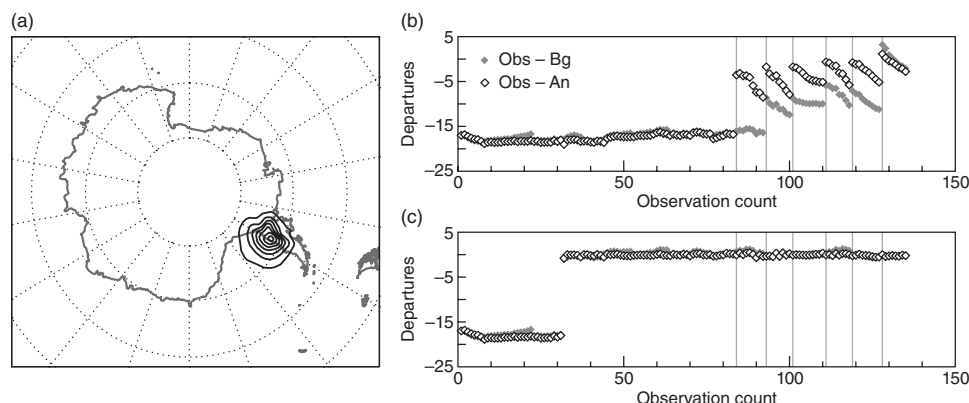 (a)
(b)
5
−5
−15
−25
Departures
Obs – Bg
Obs – An
0
50
100
150
Observation count
(c)
5
−5
−15
−25
Departures
0
50
100
150
Observation count